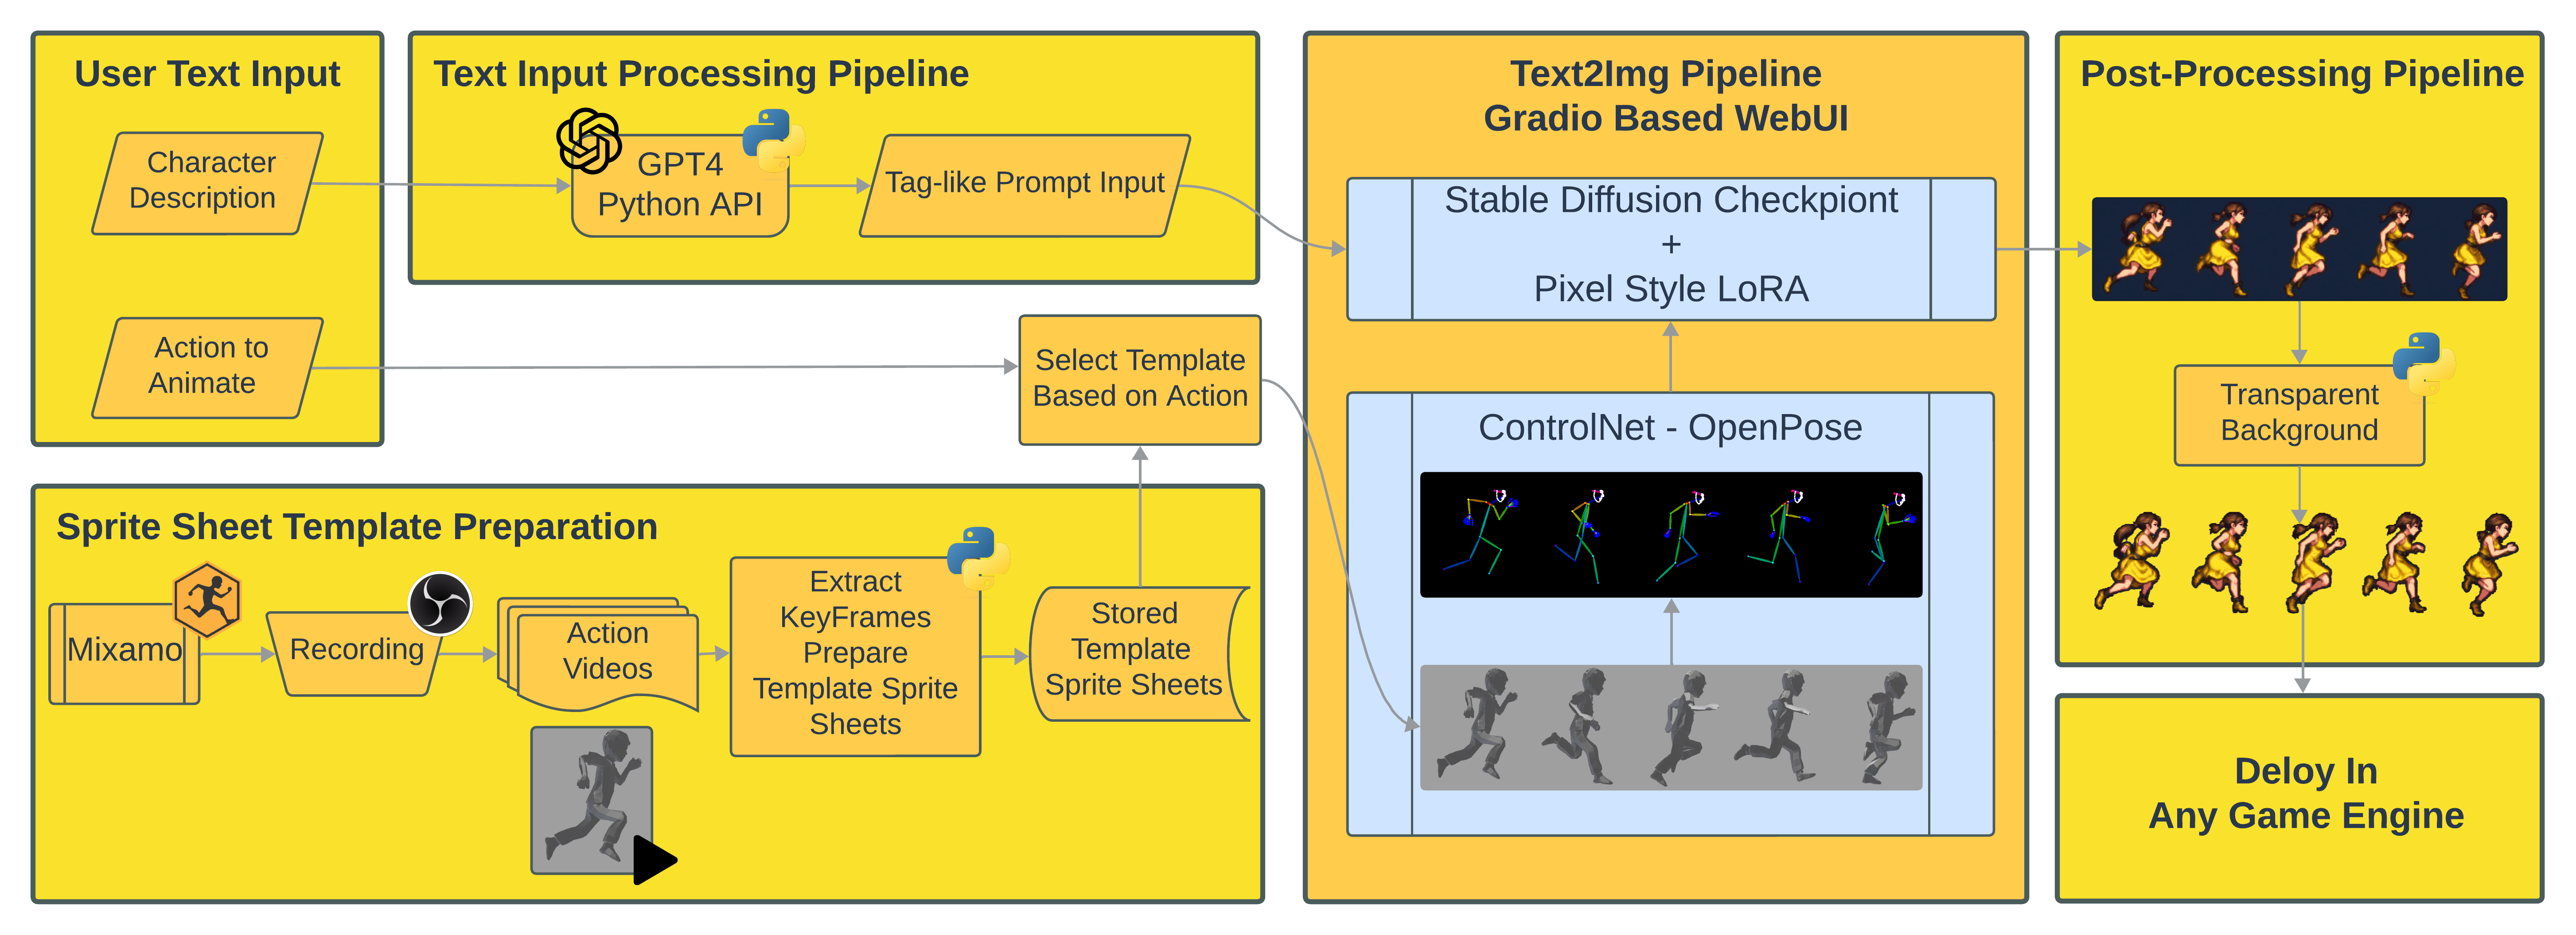 User Text Input
Character
Description
Action to
Animate
Text Input Processing Pipeline
GPT4
Python API
Tag-like Prompt Input
Select Template
Based on Action
Sprite Sheet Template Preparation
Mixamo
Recording
Action
Videos
Extract
KeyFrames
Prepare
Template Sprite
Sheets
Stored
Template
Sprite Sheets
Text2Img Pipeline
Gradio Based WebUI
Stable Diffusion Checkpiont
+
Pixel Style LoRA
ControlNet - OpenPose
Post-Processing Pipeline
Transparent
Background
Deloy In
Any Game Engine